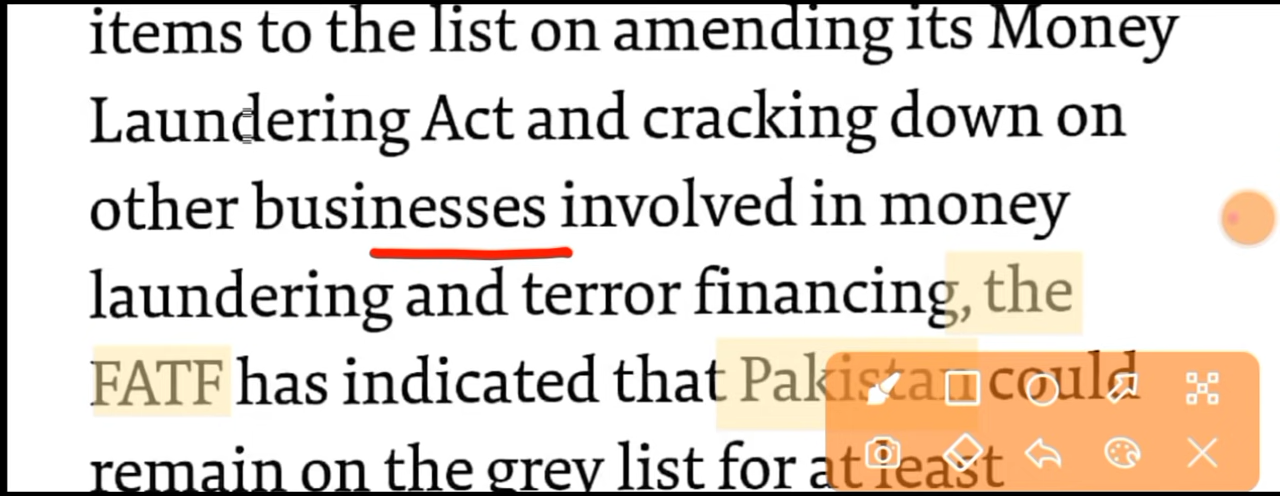 items to the list on amending its Money
Laundering Act and cracking down on
other businesses involved in money
laundering and terror financing, the
FATF has indicated that Pakistan could
remain on the grey list for at least